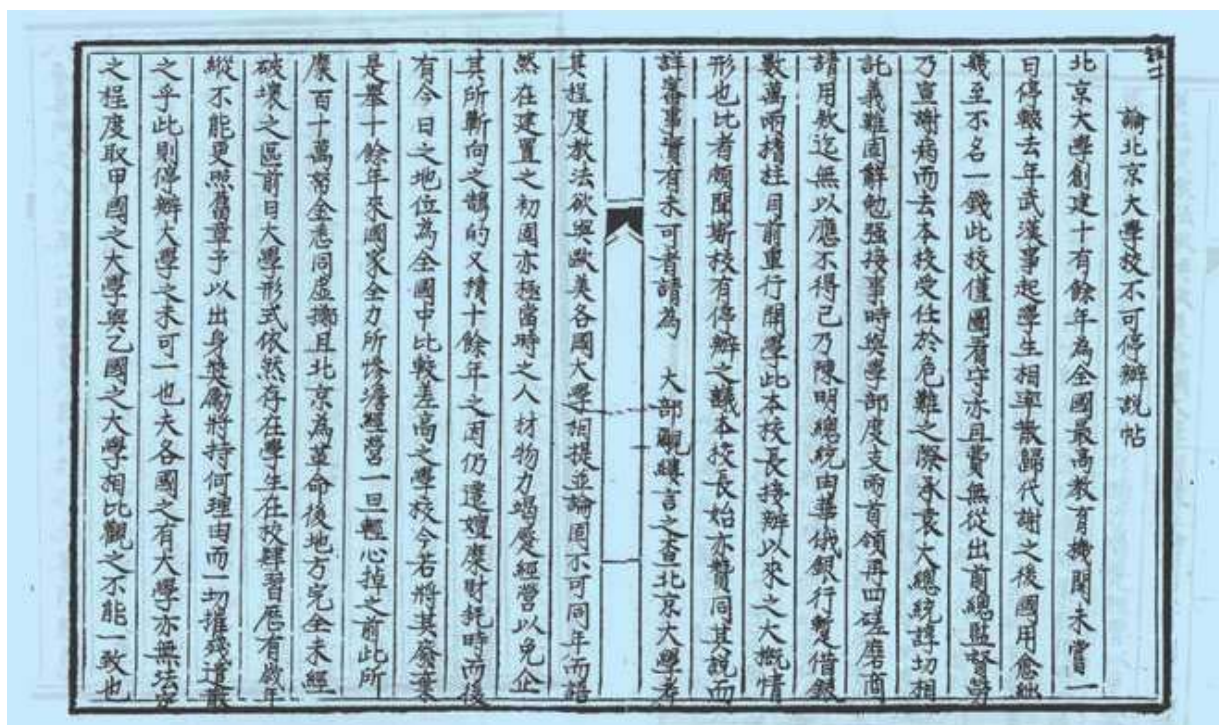 論北京大學校不可停辦說帖
北京大學創建十有餘年為全國最高教育機關未嘗一
日停輟去年武漢事起學生相率散歸代謝之後國用愈絀
幾至不名一錢此校僅圖看守亦且費無從出前總監督勞
乃宣謝病而去本校受任於危難之際承袁大總統諄切相
託義難固辭勉强接事時與學部度支兩首領再四磋磨商
請用款迄無以應不得已乃陳明總統由華俄銀行暫借銀
數萬兩榰柱目前重行開學此本校長接辦以來之大概情
形也比者頗聞斯校有停辦之議本校長始亦贊同其說而
詳審事實有未可者請為 大部覼縷言之查北京大學考
其程度教法欲與歐美各國大學相提並論固不可同年而語
然在建置之初固亦極當時之人材物力竭蹙經營以免企
其所蘄向之鵠的又積十餘年之因仍遷嬗糜財耗時而後
有今日之地位為全國中比較差高之學校今若將其廢棄
是舉十餘年來國家全力所慘澹經營一旦輕心掉之前此所
糜百十萬帑金悉同虛擲且北京為革命後地方完全未經
破壞之區前日大學形式依然存在學生在校肄習歷有歲年
縱不能更照舊章予以出身奬勵將持何理由而一切摧殘遣散
之乎此則停辦大學之未可一也夫各國之有大學亦無法定
之程度取甲國之大學與乙國之大學相比觀之不能一致也